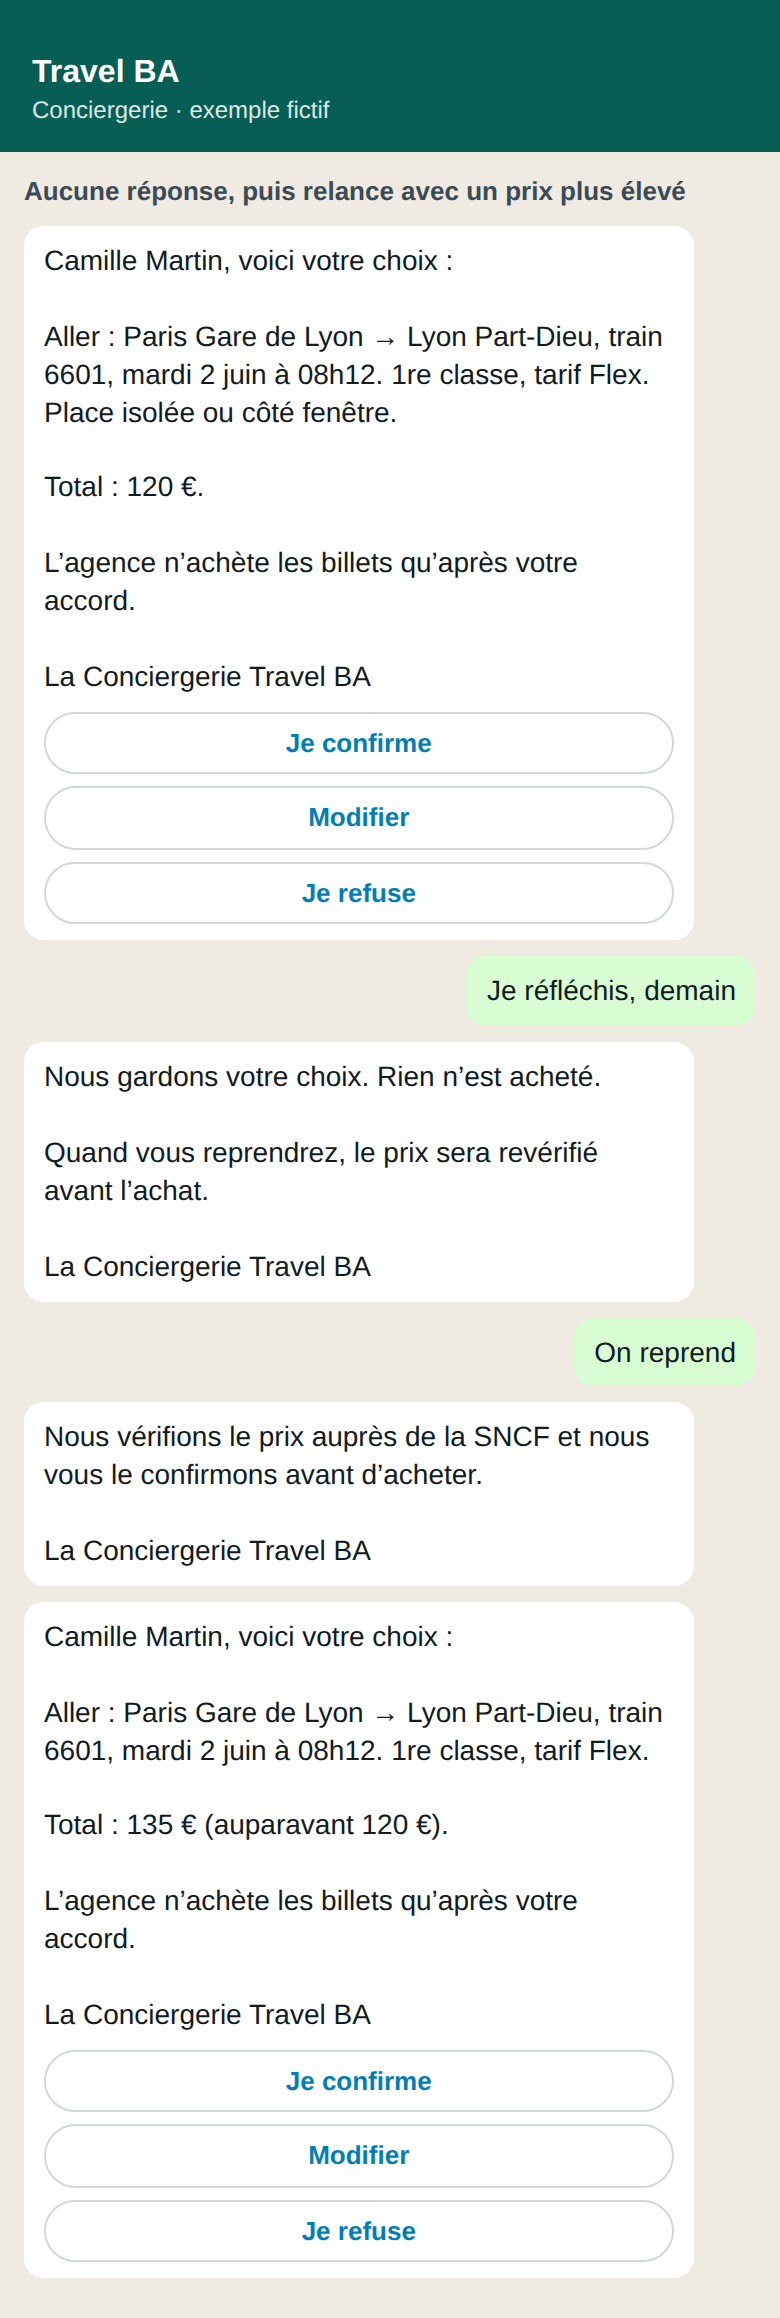 Travel BA
Conciergerie · exemple fictif
Aucune réponse, puis relance avec un prix plus élevé
Camille Martin, voici votre choix :
Aller : Paris Gare de Lyon → Lyon Part-Dieu, train
6601, mardi 2 juin à 08h12. 1re classe, tarif Flex.
Place isolée ou côté fenêtre.
Total : 120 €.
L’agence n’achète les billets qu’après votre
accord.
La Conciergerie Travel BA
Je confirme
Modifier
Je refuse
Je réfléchis, demain
Nous gardons votre choix. Rien n’est acheté.
Quand vous reprendrez, le prix sera revérifié
avant l’achat.
La Conciergerie Travel BA
On reprend
Nous vérifions le prix auprès de la SNCF et nous
vous le confirmons avant d’acheter.
La Conciergerie Travel BA
Camille Martin, voici votre choix :
Aller : Paris Gare de Lyon → Lyon Part-Dieu, train
6601, mardi 2 juin à 08h12. 1re classe, tarif Flex.
Total : 135 € (auparavant 120 €).
L’agence n’achète les billets qu’après votre
accord.
La Conciergerie Travel BA
Je confirme
Modifier
Je refuse